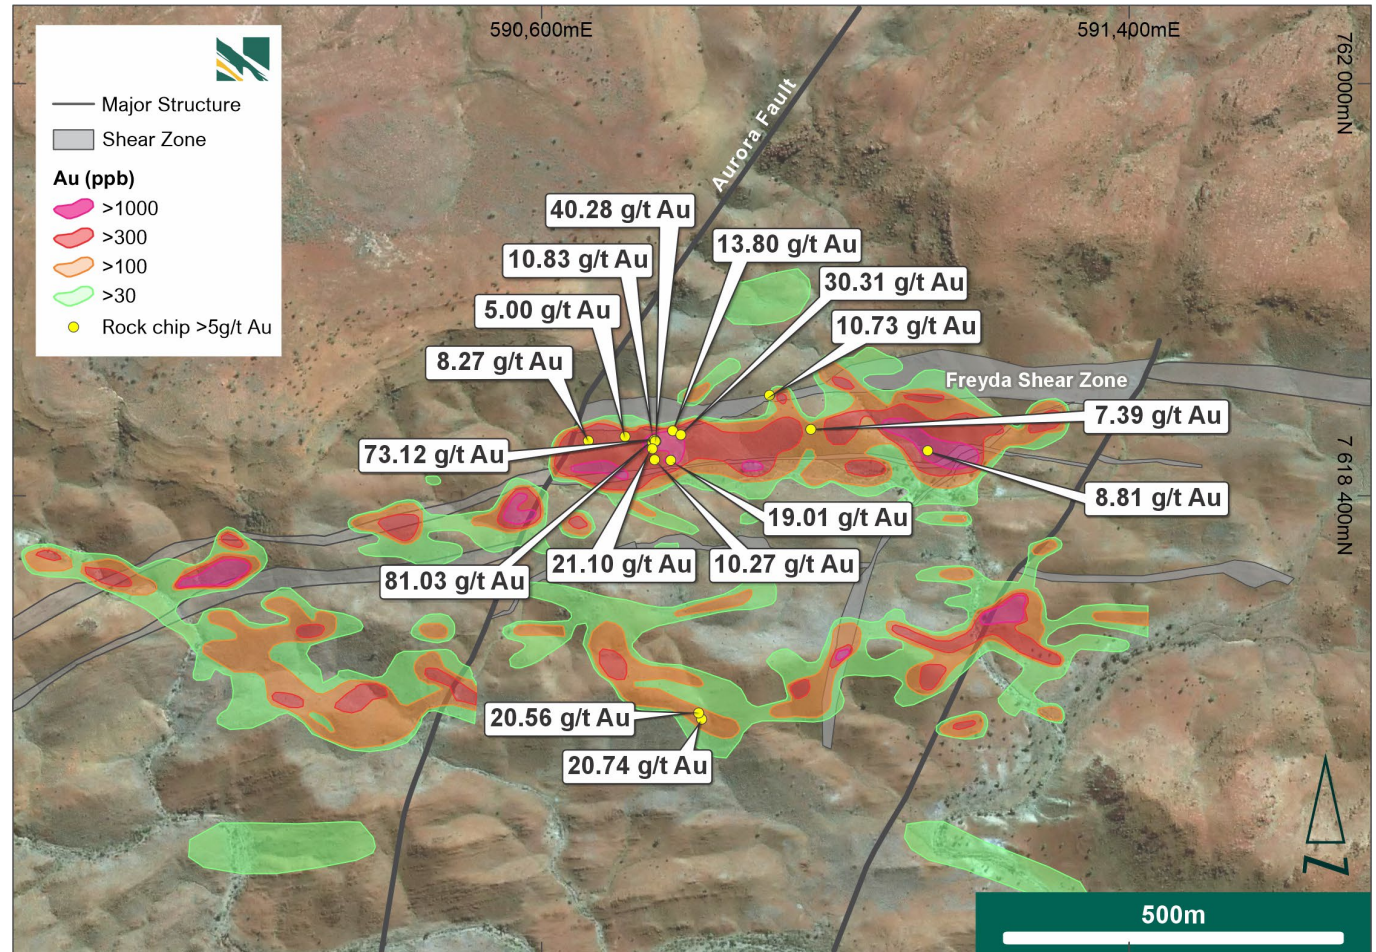 590,600mE
591,400mE
762 000mN
Major Structure
Shear Zone
Au (ppb)
>1000
>300
>100
>30
Rock chip >5g/t Au
Aurora Fault
40.28 g/t Au
13.80 g/t Au
10.83 g/t Au
30.31 g/t Au
5.00 g/t Au
10.73 g/t Au
8.27 g/t Au
Freyda Shear Zone
7.39 g/t Au
73.12 g/t Au
8.81 g/t Au
7 618 400mN
19.01 g/t Au
21.10 g/t Au
10.27 g/t Au
81.03 g/t Au
20.56 g/t Au
20.74 g/t Au
N
500m